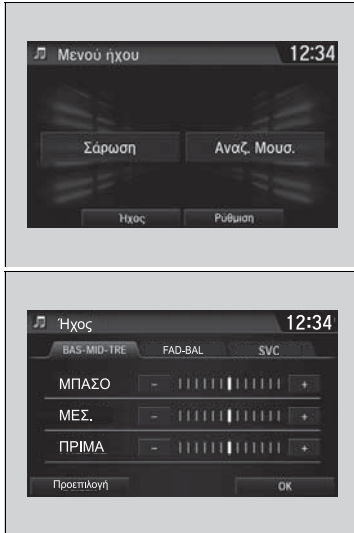 Μενού ήχου 12:34
Σάρωση Αναζ. Μουσ.
Ήχος Ρύθμιση
Ήχος 12:34
BAS-MID-TRE FAD-BAL SVC
ΜΠΑΣΟ - +
ΜΕΣ. - +
ΠΡΙΜΑ - +
Προεπιλογή OK